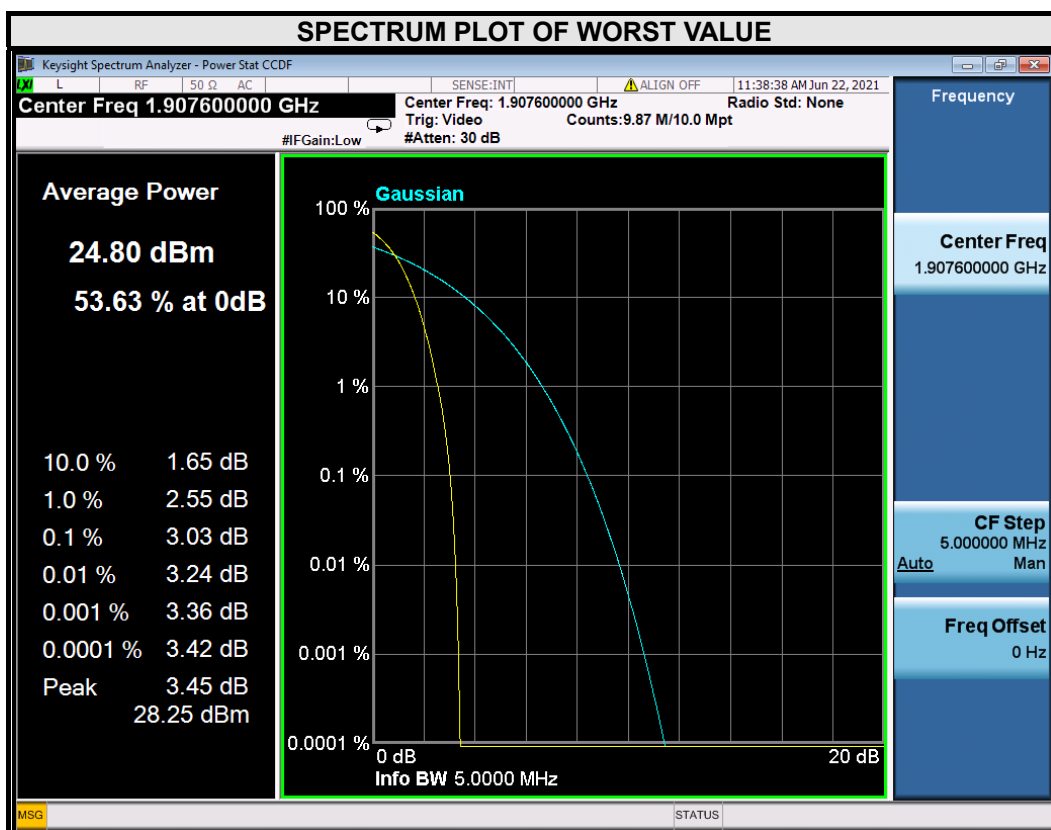 SPECTRUM PLOT OF WORST VALUE
Keysight Spectrum Analyzer - Power Stat CCDF
LXI L RF 50 Ω AC SENSE:INT ALIGN OFF 11:38:38 AM Jun 22, 2021
Center Freq 1.907600000 GHz
#IFGain:Low
Center Freq: 1.907600000 GHz Radio Std: None
Trig: Video Counts:9.87 M/10.0 Mpt
#Atten: 30 dB
Average Power
24.80 dBm
53.63 % at 0dB
10.0 % 1.65 dB
1.0 % 2.55 dB
0.1 % 3.03 dB
0.01 % 3.24 dB
0.001 % 3.36 dB
0.0001 % 3.42 dB
Peak 3.45 dB
28.25 dBm
Gaussian
100 %
10 %
1 %
0.1 %
0.01 %
0.001 %
0.0001 %
0 dB 20 dB
Info BW 5.0000 MHz
Frequency
Center Freq
1.907600000 GHz
CF Step
5.000000 MHz
Auto Man
Freq Offset
0 Hz
MSG STATUS